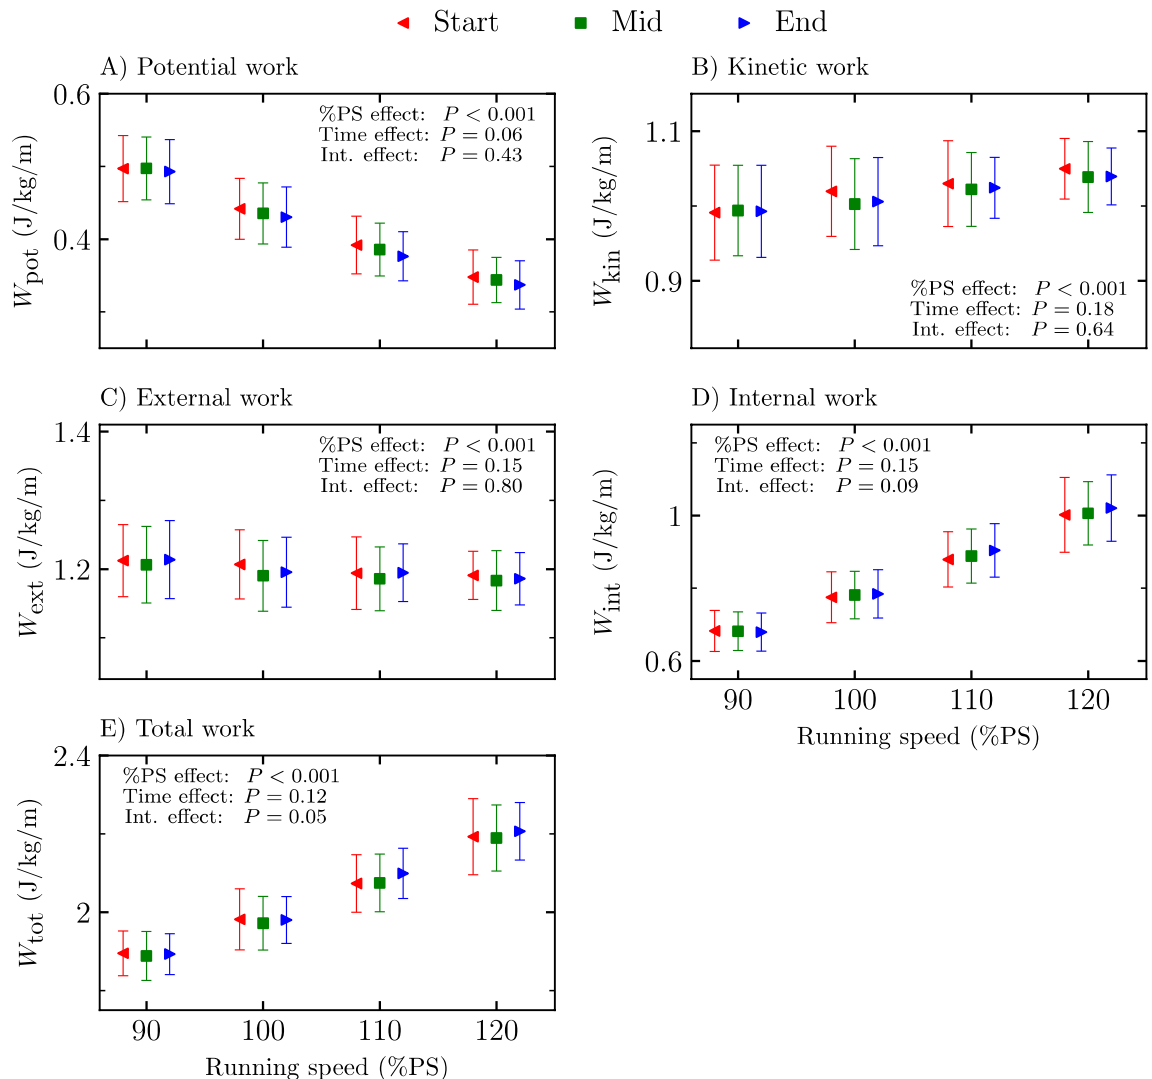 Start Mid End
A) Potential work
0.6
0.4
W_pot (J/kg/m)
%PS effect: P < 0.001
Time effect: P = 0.06
Int. effect: P = 0.43
B) Kinetic work
1.1
0.9
W_kin (J/kg/m)
%PS effect: P < 0.001
Time effect: P = 0.18
Int. effect: P = 0.64
C) External work
1.4
1.2
W_ext (J/kg/m)
%PS effect: P < 0.001
Time effect: P = 0.15
Int. effect: P = 0.80
D) Internal work
1
0.6
W_int (J/kg/m)
%PS effect: P < 0.001
Time effect: P = 0.15
Int. effect: P = 0.09
90 100 110 120
Running speed (%PS)
E) Total work
2.4
2
W_tot (J/kg/m)
%PS effect: P < 0.001
Time effect: P = 0.12
Int. effect: P = 0.05
90 100 110 120
Running speed (%PS)